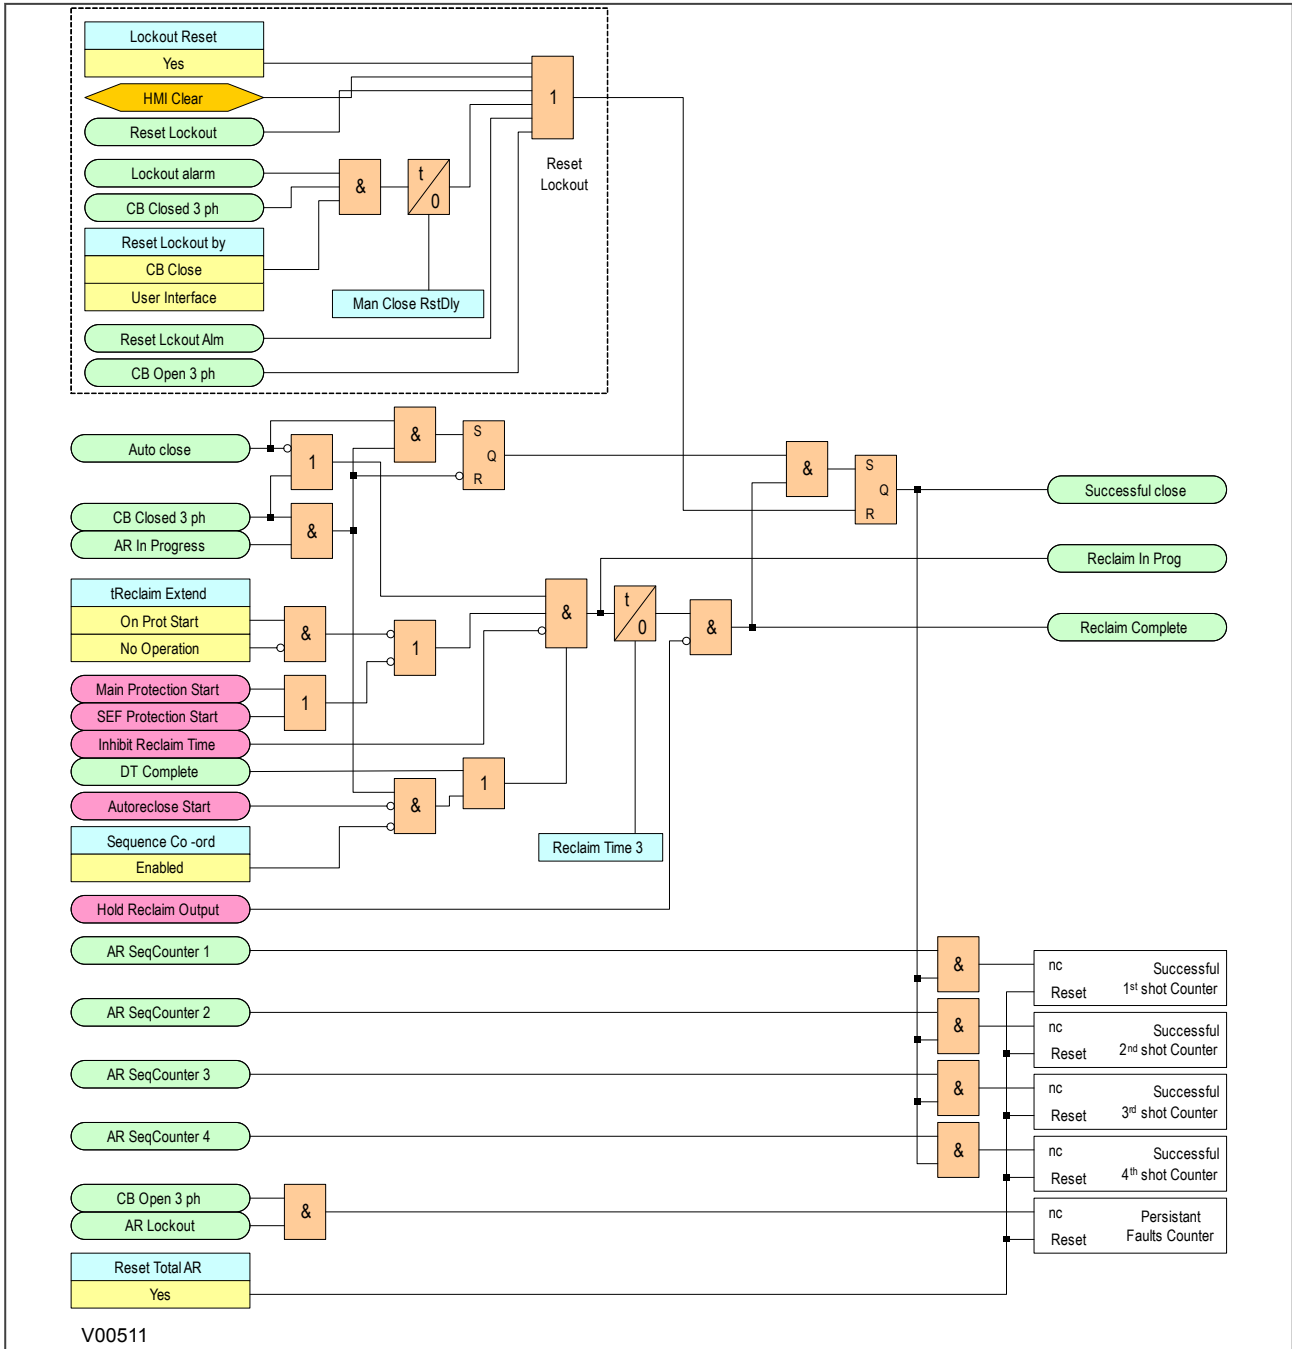 Lockout Reset
Yes
HMI Clear
Reset Lockout
1
Reset
Lockout
Lockout alarm
CB Closed 3 ph
&
t
0
Reset Lockout by
CB Close
User Interface
Man Close RstDly
Reset Lckout Alm
CB Open 3 ph
Auto close
&
S
Q
R
1
&
S
Q
R
Successful close
CB Closed 3 ph
AR In Progress
&
Reclaim In Prog
tReclaim Extend
On Prot Start
No Operation
&
1
&
t
0
&
Reclaim Complete
Main Protection Start
SEF Protection Start
1
Inhibit Reclaim Time
DT Complete
1
Autoreclose Start
&
Sequence Co -ord
Enabled
Reclaim Time 3
Hold Reclaim Output
AR SeqCounter 1
&
nc Successful
Reset 1st shot Counter
AR SeqCounter 2
&
nc Successful
Reset 2nd shot Counter
AR SeqCounter 3
&
nc Successful
Reset 3rd shot Counter
AR SeqCounter 4
&
nc Successful
Reset 4th shot Counter
CB Open 3 ph
AR Lockout
&
nc Persistant
Reset Faults Counter
Reset Total AR
Yes
V00511